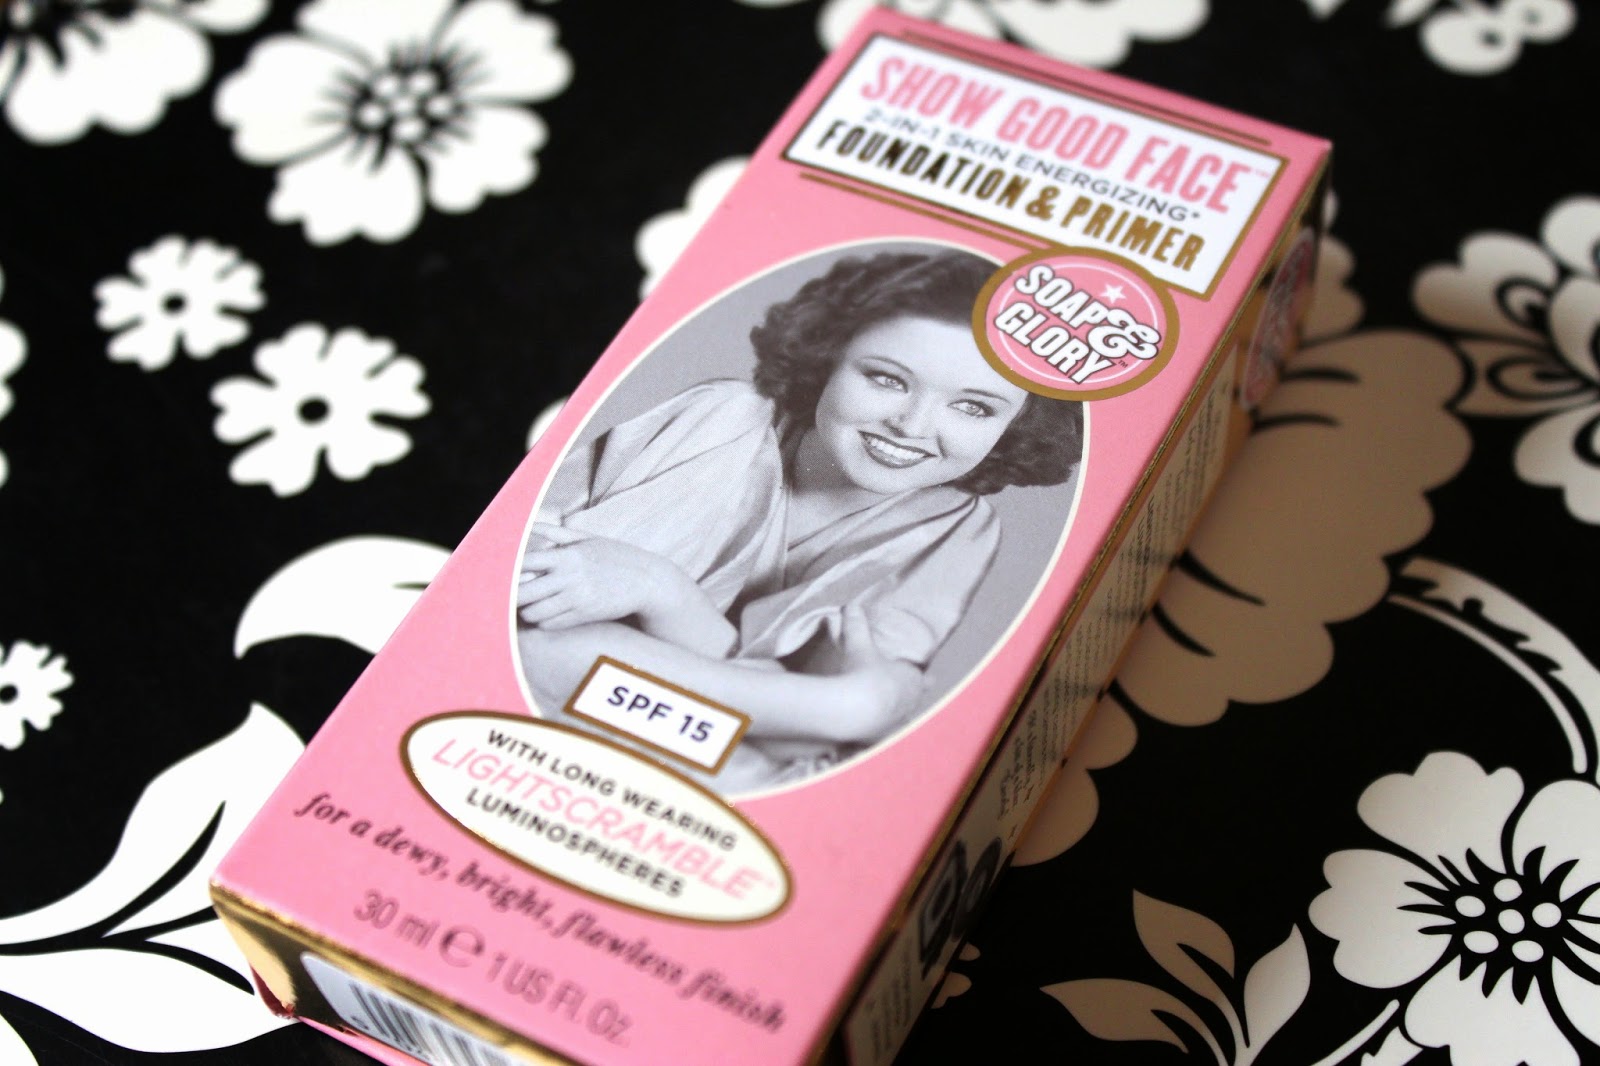 SHOW GOOD FACE™
2-IN-1 SKIN ENERGIZING*
FOUNDATION & PRIMER
SOAP &
GLORY™
SPF 15
WITH LONG WEARING
LIGHTSCRAMBLE™
LUMINOSPHERES
for a dewy, bright, flawless finish
30 ml ℮ 1 US Fl. Oz.